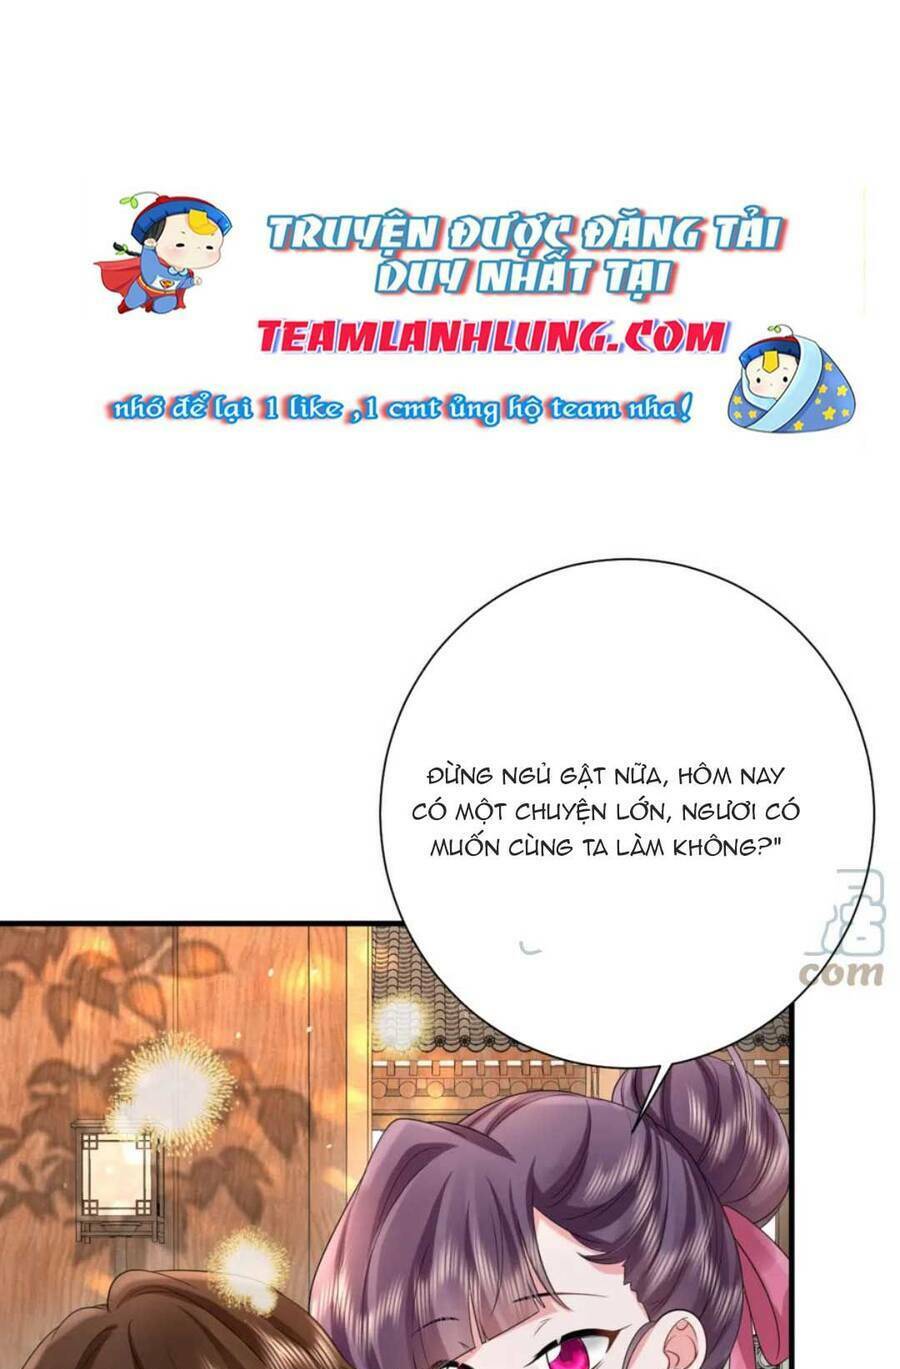 TRUYỆN ĐƯỢC ĐĂNG TẢI
DUY NHẤT TẠI
TEAMLANHLUNG.COM
nhớ để lại 1 like ,1 cmt ủng hộ team nha!
ĐỪNG NGỦ GẬT NỮA, HÔM NAY
CÓ MỘT CHUYỆN LỚN, NGƯƠI CÓ
MUỐN CÙNG TA LÀM KHÔNG?"
com